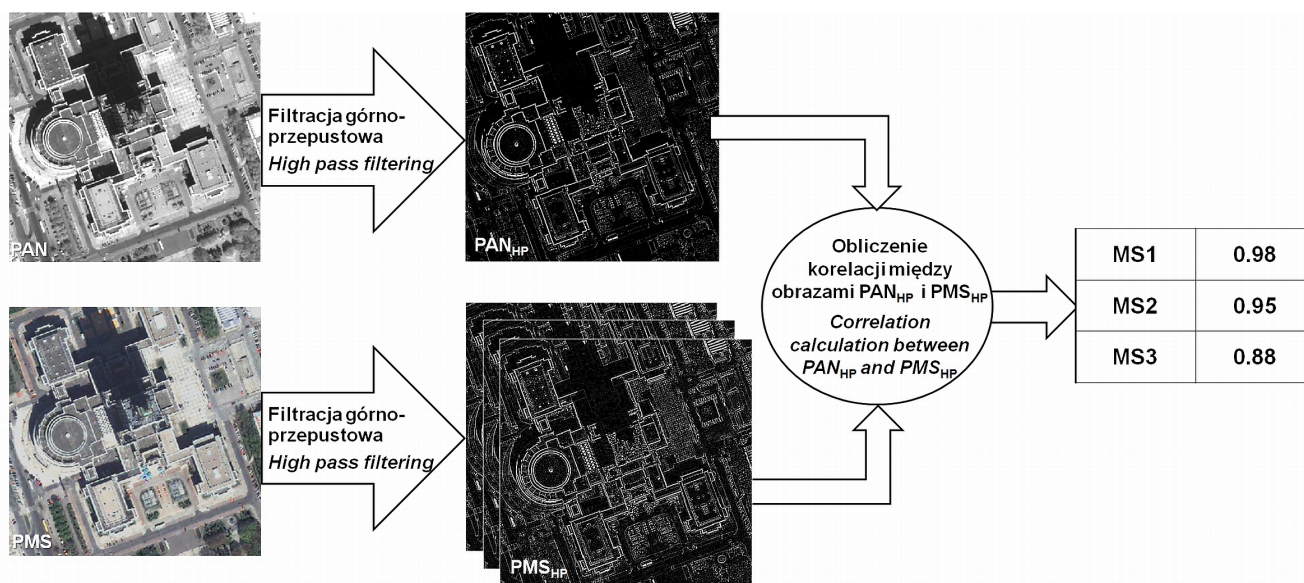 PAN
Filtracja górno-
przepustowa
High pass filtering
PAN_HP
PMS
Filtracja górno-
przepustowa
High pass filtering
PMS_HP
Obliczenie
korelacji między
obrazami PAN_HP i PMS_HP
Correlation
calculation between
PAN_HP and PMS_HP
MS1 0.98
MS2 0.95
MS3 0.88